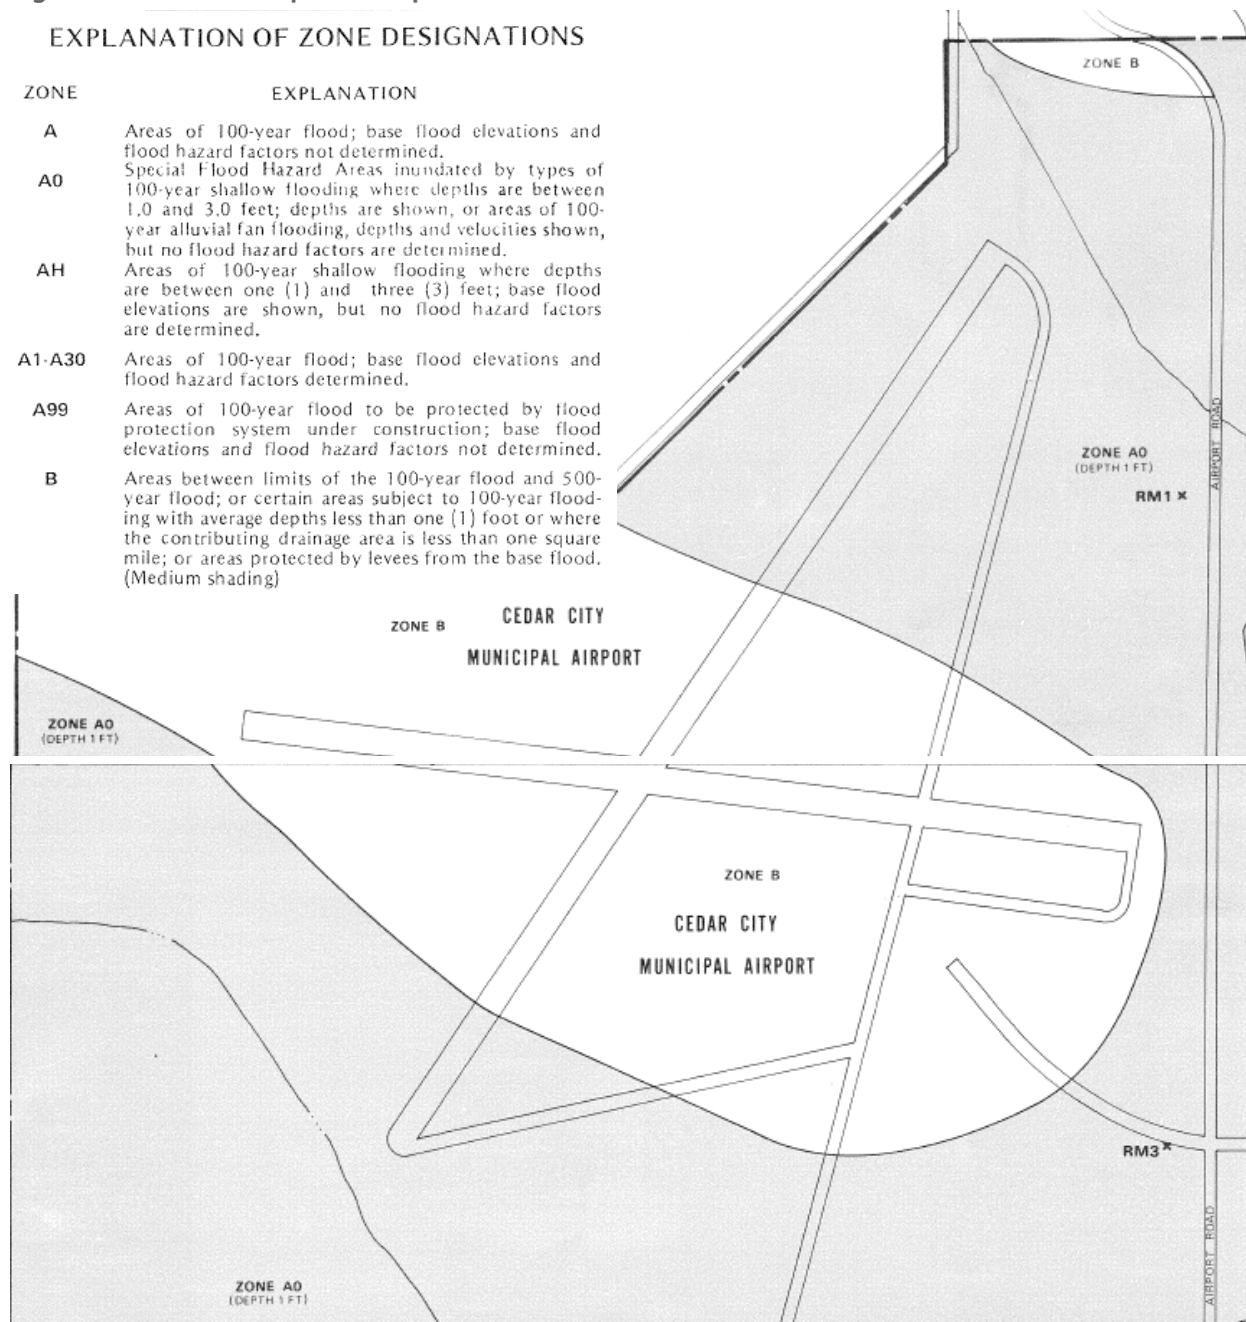 EXPLANATION OF ZONE DESIGNATIONS
ZONE EXPLANATION
A Areas of 100-year flood; base flood elevations and
flood hazard factors not determined.
A0 Special Flood Hazard Areas inundated by types of
100-year shallow flooding where depths are between
1.0 and 3.0 feet; depths are shown, or areas of 100-
year alluvial fan flooding, depths and velocities shown,
but no flood hazard factors are determined.
AH Areas of 100-year shallow flooding where depths
are between one (1) and three (3) feet; base flood
elevations are shown, but no flood hazard factors
are determined.
A1-A30 Areas of 100-year flood; base flood elevations and
flood hazard factors determined.
A99 Areas of 100-year flood to be protected by flood
protection system under construction; base flood
elevations and flood hazard factors not determined.
B Areas between limits of the 100-year flood and 500-
year flood; or certain areas subject to 100-year flood-
ing with average depths less than one (1) foot or where
the contributing drainage area is less than one square
mile; or areas protected by levees from the base flood.
(Medium shading)
ZONE B
ZONE A0
(DEPTH 1 FT)
RM1
AIRPORT ROAD
ZONE B
CEDAR CITY
MUNICIPAL AIRPORT
ZONE A0
(DEPTH 1 FT)
ZONE B
CEDAR CITY
MUNICIPAL AIRPORT
RM3
AIRPORT ROAD
ZONE A0
(DEPTH 1 FT)